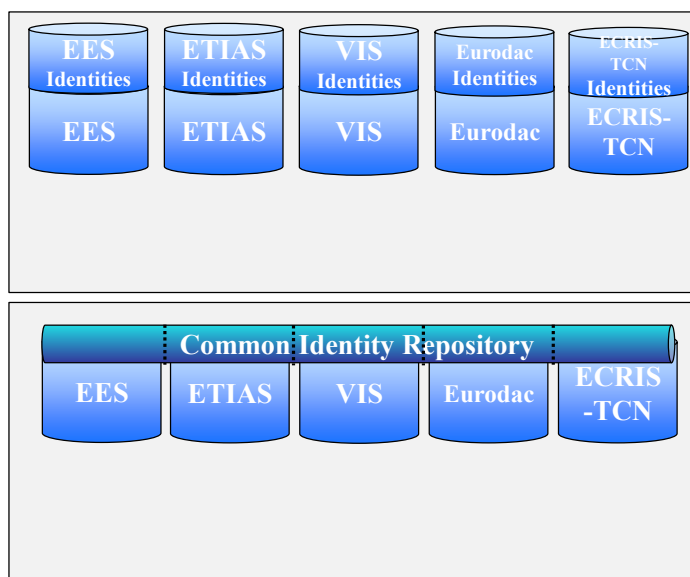 EES
Identities
ETIAS
Identities
VIS
Identities
Eurodac
Identities
ECRIS-
TCN
Identities
EES
ETIAS
VIS
Eurodac
ECRIS-
TCN
Common Identity Repository
EES
ETIAS
VIS
Eurodac
ECRIS
-TCN